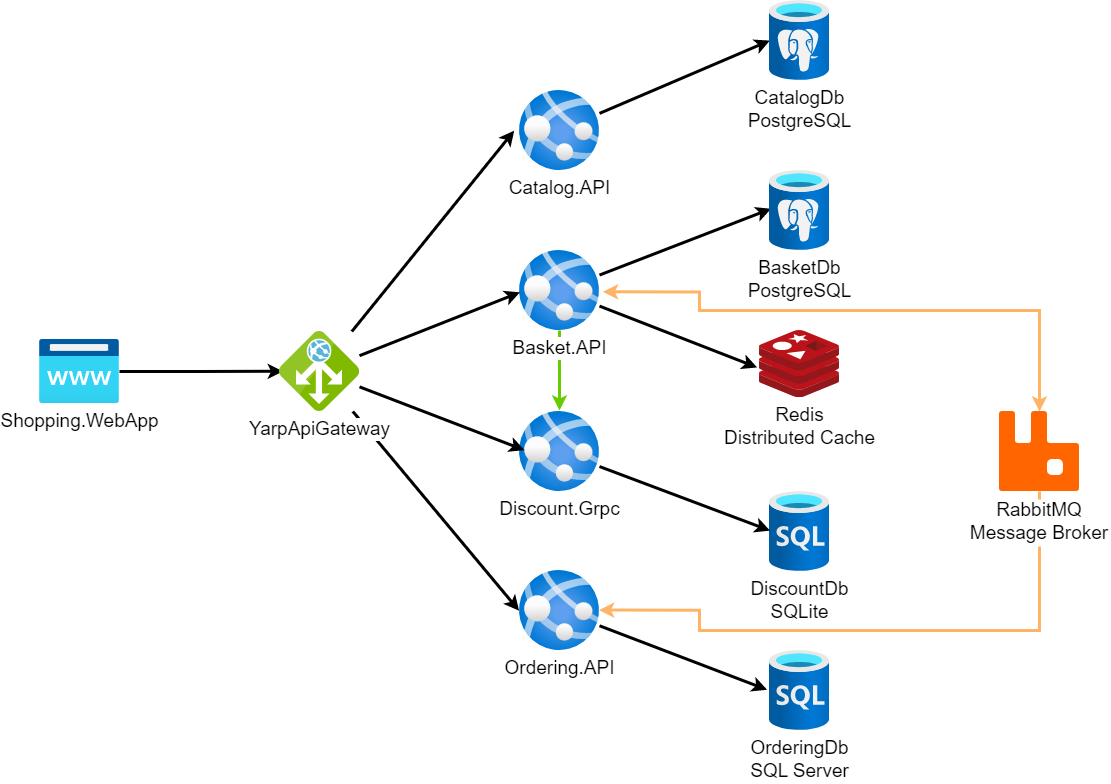 CatalogDb
PostgreSQL
Catalog.API
BasketDb
PostgreSQL
Basket.API
www
Shopping.WebApp
YarpApiGateway
Redis
Distributed Cache
Discount.Grpc
RabbitMQ
Message Broker
SQL
DiscountDb
SQLite
Ordering.API
SQL
OrderingDb
SQL Server